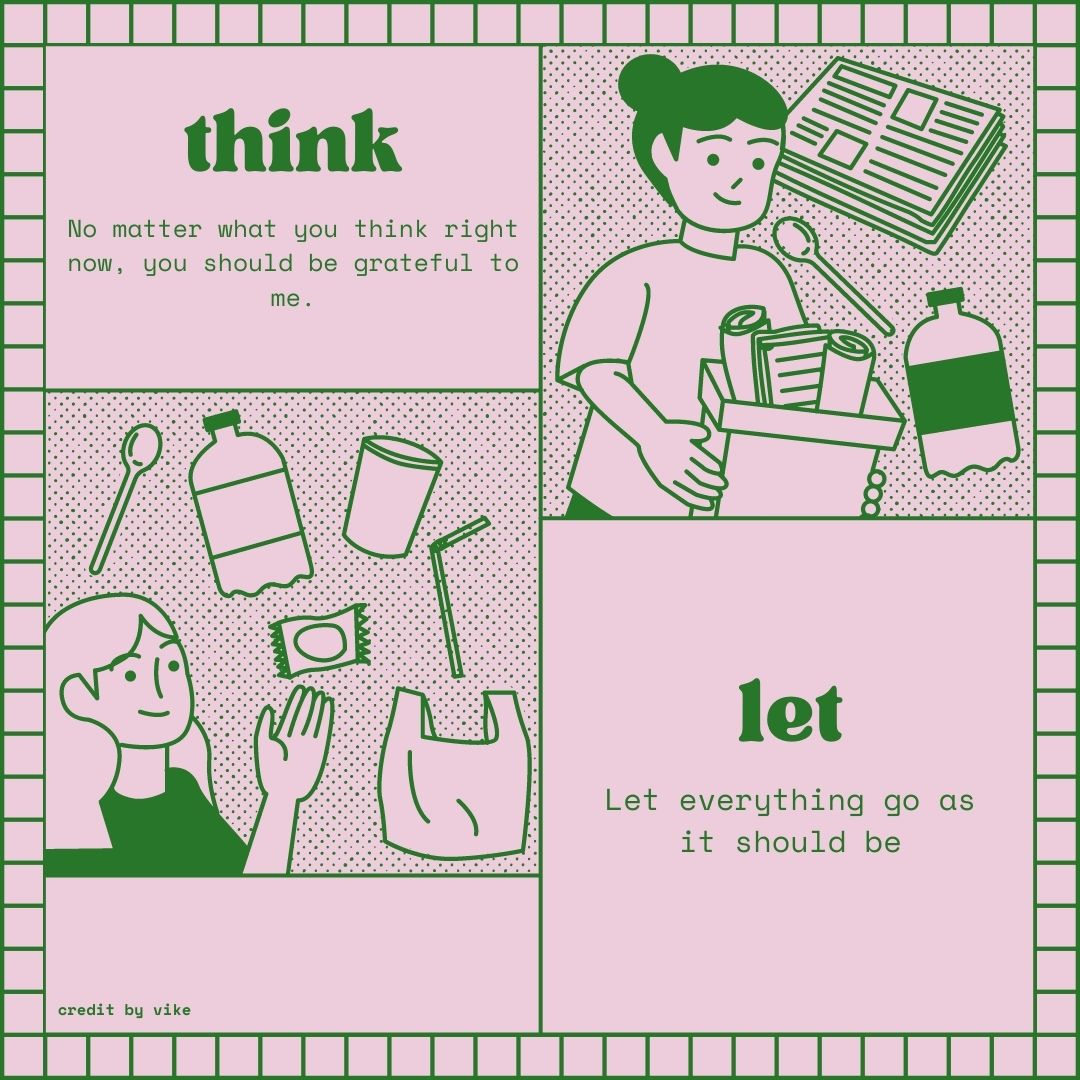 think
No matter what you think right
now, you should be grateful to
me.
let
Let everything go as
it should be
credit by vike